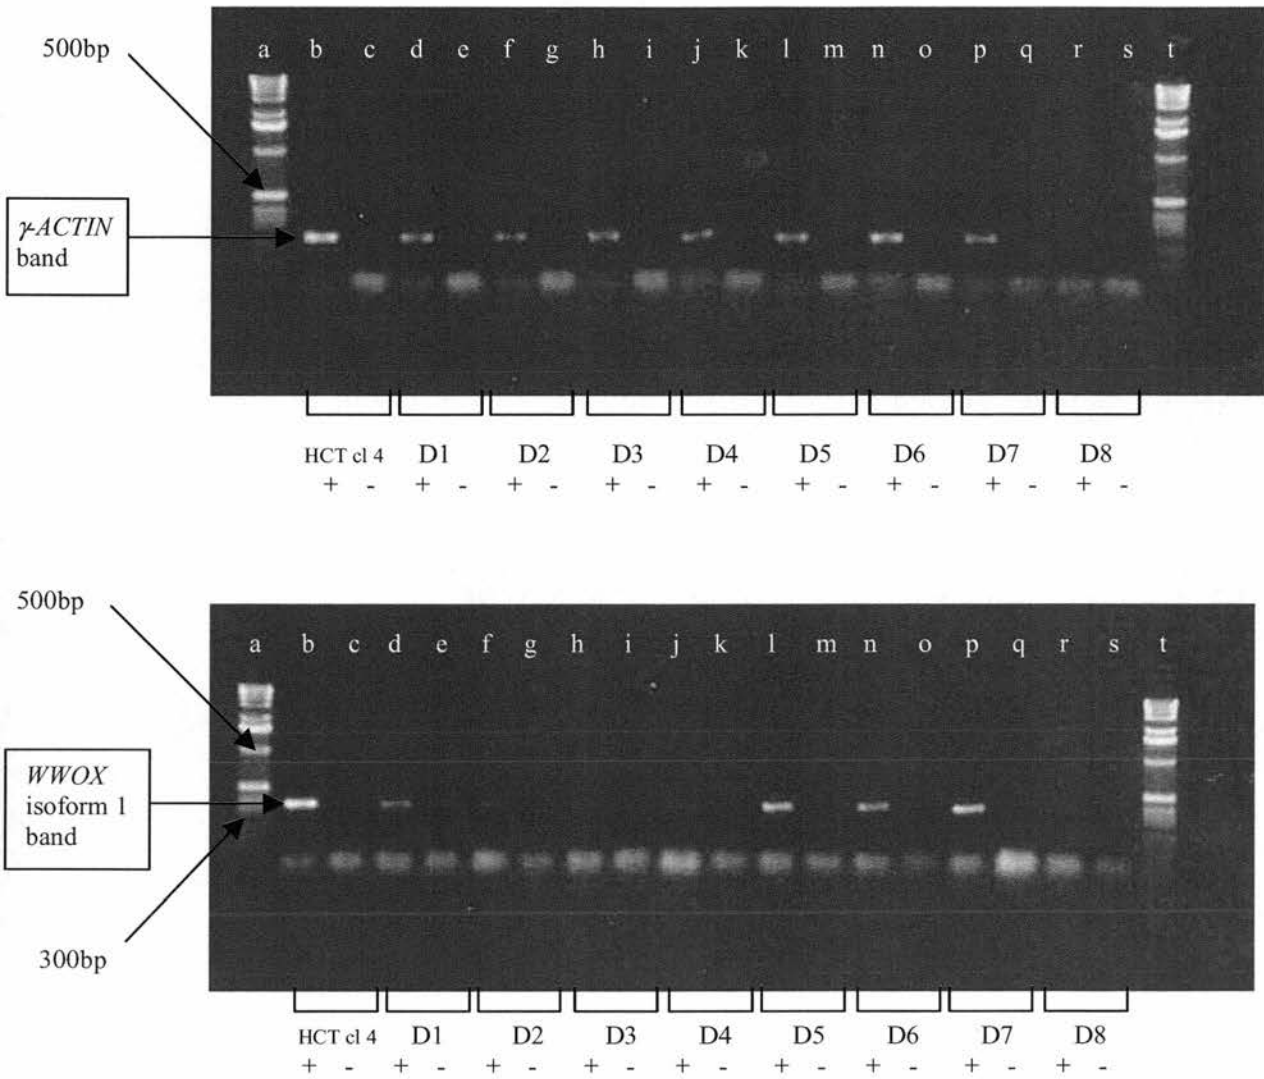 500bp
a b c d e f g h i j k l m n o p q r s t
γ-ACTIN
band
HCT cl 4 D1 D2 D3 D4 D5 D6 D7 D8
+ - + - + - + - + - + - + - + - + -
500bp
a b c d e f g h i j k l m n o p q r s t
WWOX
isoform 1
band
300bp
HCT cl 4 D1 D2 D3 D4 D5 D6 D7 D8
+ - + - + - + - + - + - + - + - + -